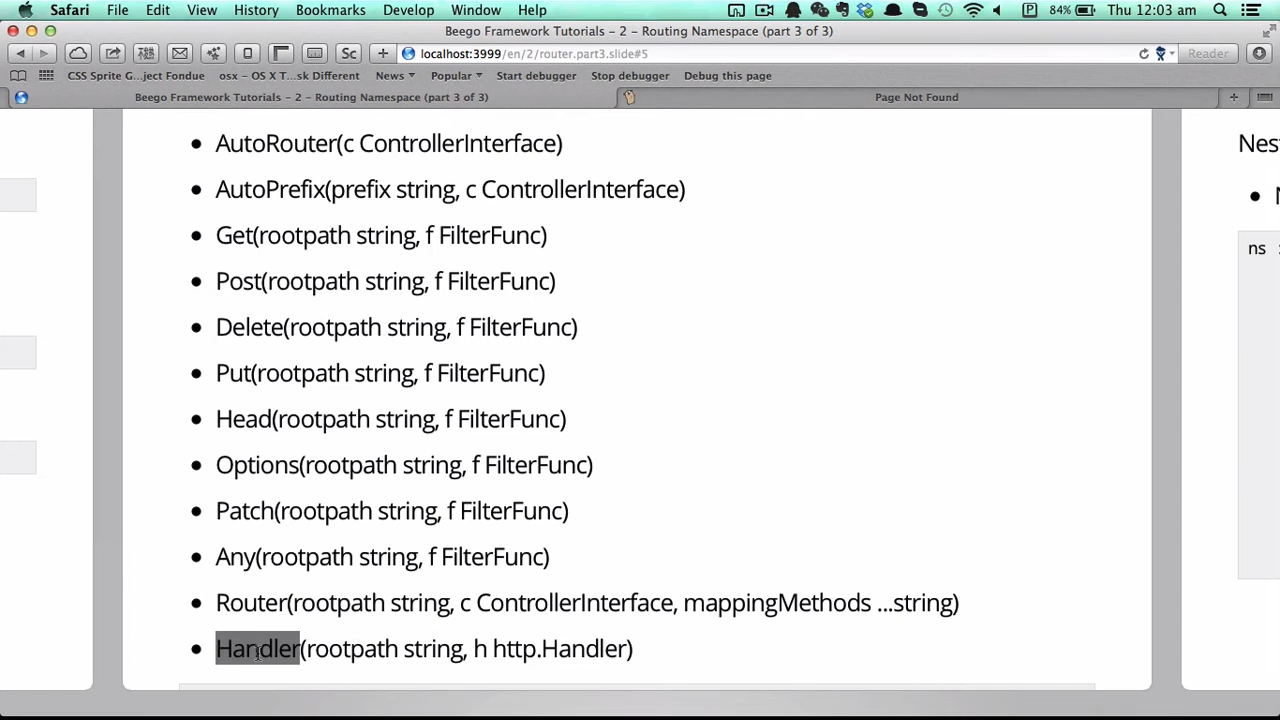 Safari File Edit View History Bookmarks Develop Window Help P 84% Thu 12:03 am
Beego Framework Tutorials - 2 - Routing Namespace (part 3 of 3)
Sc localhost:3999/en/2/router.part3.slide#5 Reader
CSS Sprite G...ject Fondue osx - OS X T...sk Different News Popular Start debugger Stop debugger Debug this page
Beego Framework Tutorials - 2 - Routing Namespace (part 3 of 3) Page Not Found
• AutoRouter(c ControllerInterface)
• AutoPrefix(prefix string, c ControllerInterface)
• Get(rootpath string, f FilterFunc)
• Post(rootpath string, f FilterFunc)
• Delete(rootpath string, f FilterFunc)
• Put(rootpath string, f FilterFunc)
• Head(rootpath string, f FilterFunc)
• Options(rootpath string, f FilterFunc)
• Patch(rootpath string, f FilterFunc)
• Any(rootpath string, f FilterFunc)
• Router(rootpath string, c ControllerInterface, mappingMethods ...string)
• Handler(rootpath string, h http.Handler)
Nes
• N
ns :